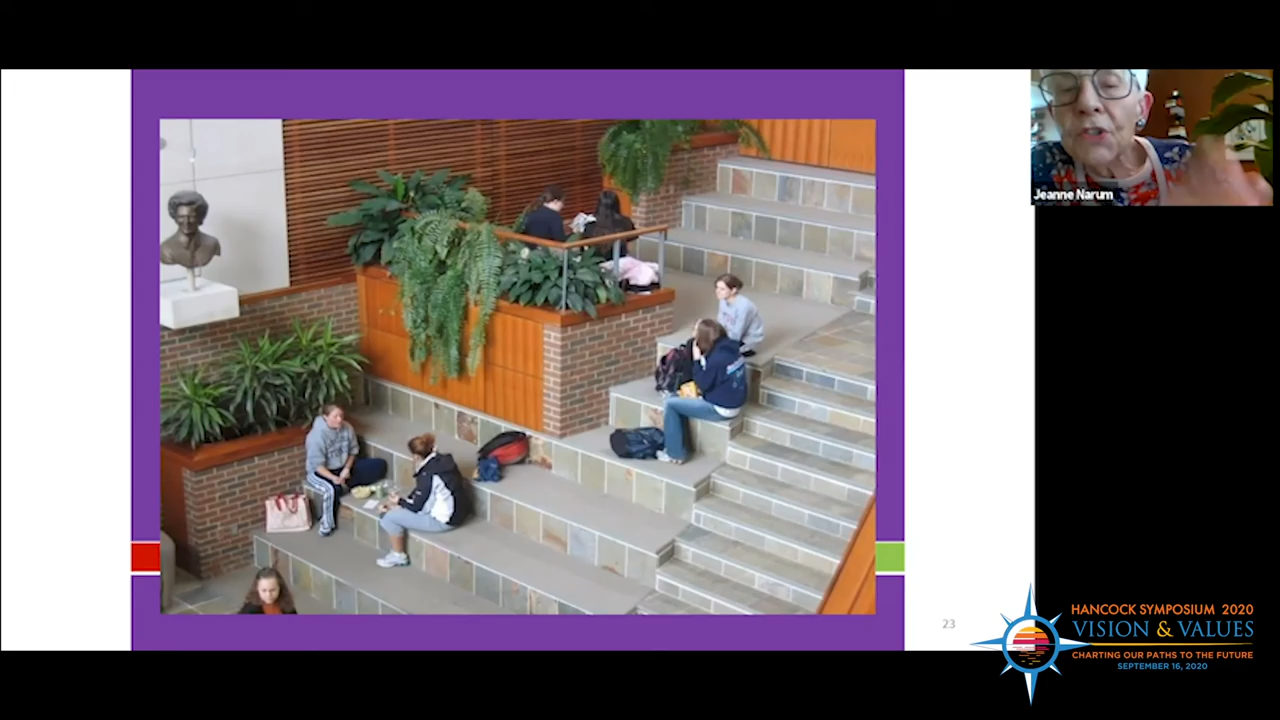 Jeanne Narum
23
HANCOCK SYMPOSIUM 2020
VISION & VALUES
CHARTING OUR PATHS TO THE FUTURE
SEPTEMBER 16, 2020